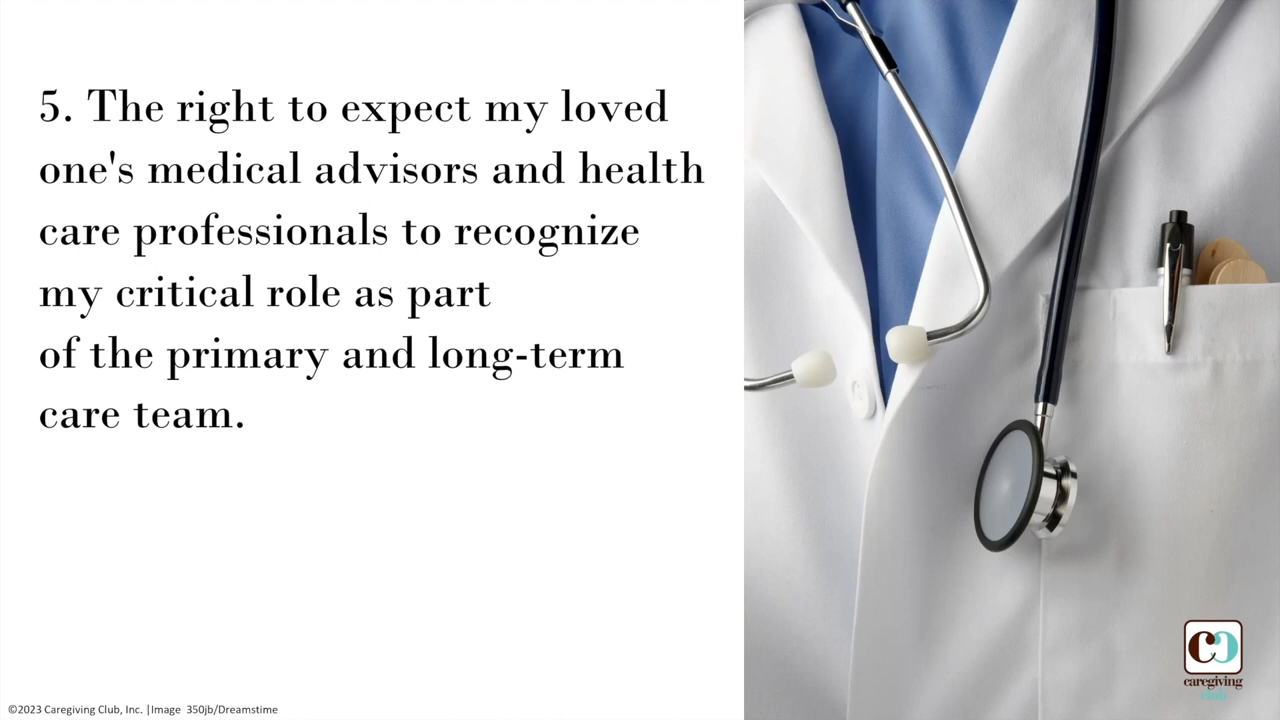 5. The right to expect my loved
one's medical advisors and health
care professionals to recognize
my critical role as part
of the primary and long-term
care team.
caregiving
club
©2023 Caregiving Club, Inc. |Image 350jb/Dreamstime